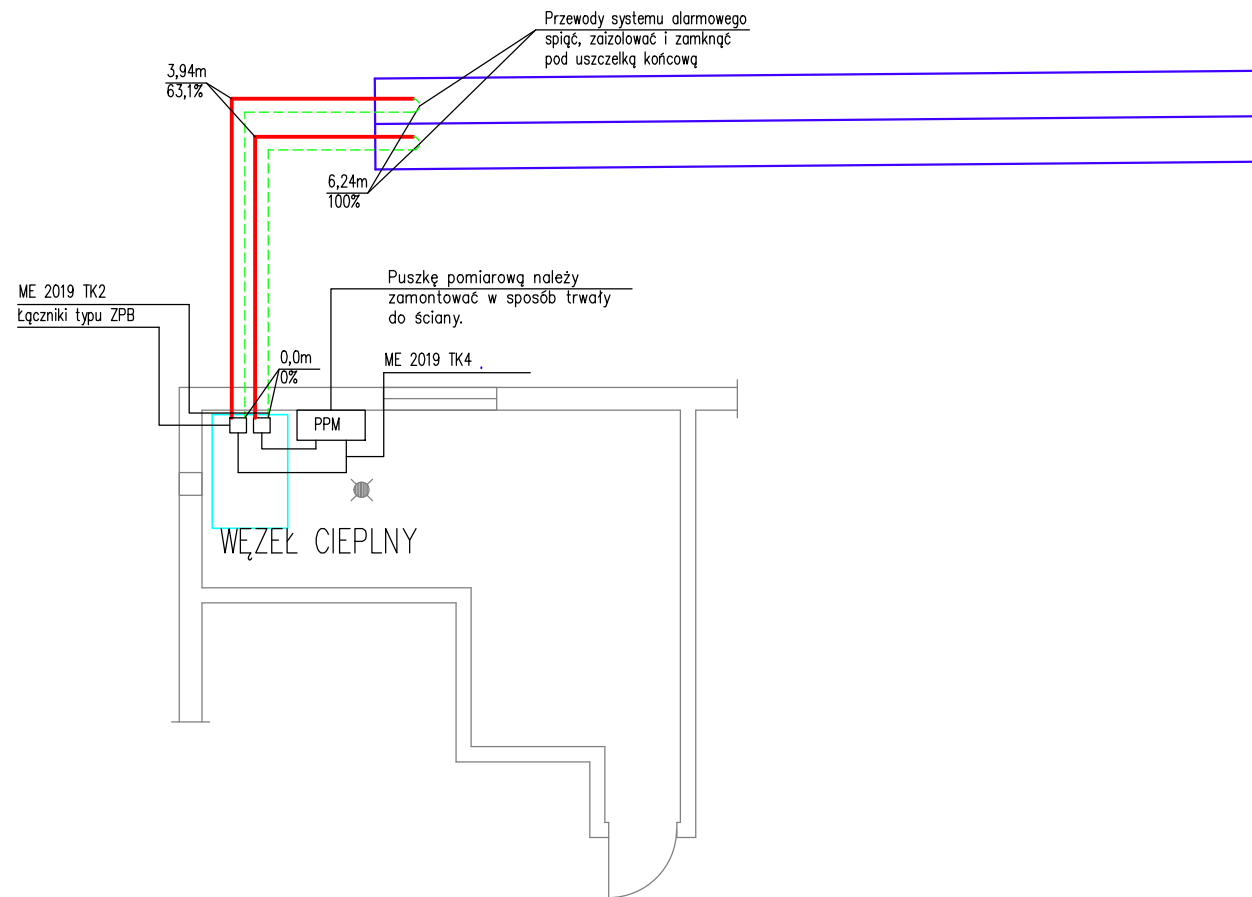 Przewody systemu alarmowego
spiąć, zaizolować i zamknąć
pod uszczelką końcową
3,94m
63,1%
6,24m
100%
Puszkę pomiarową należy
zamontować w sposób trwały
do ściany.
ME 2019 TK2
Łączniki typu ZPB
0,0m
0%
ME 2019 TK4 .
PPM
WĘZEŁ CIEPLNY